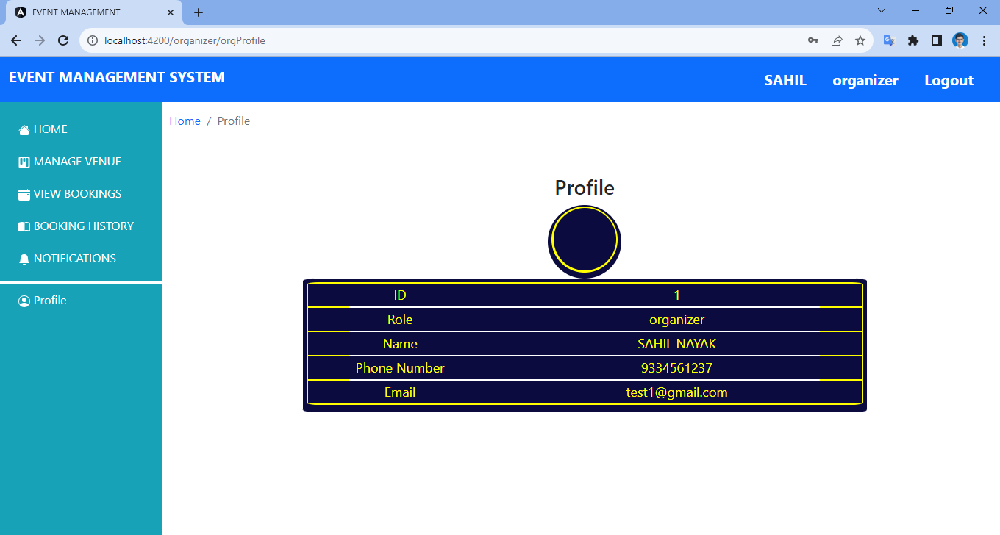 EVENT MANAGEMENT
localhost:4200/organizer/orgProfile
EVENT MANAGEMENT SYSTEM
SAHIL organizer Logout
Home / Profile
HOME
MANAGE VENUE
VIEW BOOKINGS
BOOKING HISTORY
NOTIFICATIONS
Profile
Profile
ID 1
Role organizer
Name SAHIL NAYAK
Phone Number 9334561237
Email test1@gmail.com